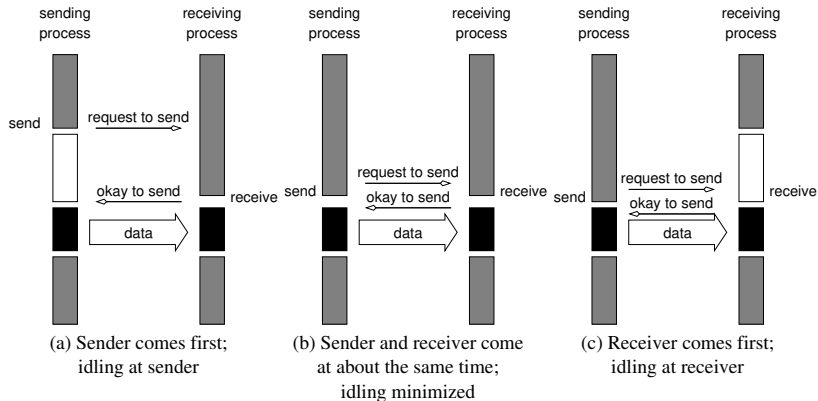 sending
process
receiving
process
sending
process
receiving
process
sending
process
receiving
process
send
request to send
okay to send
receive
data
send
request to send
okay to send
receive
data
send
request to send
okay to send
receive
data
(a) Sender comes first;
idling at sender
(b) Sender and receiver come
at about the same time;
idling minimized
(c) Receiver comes first;
idling at receiver